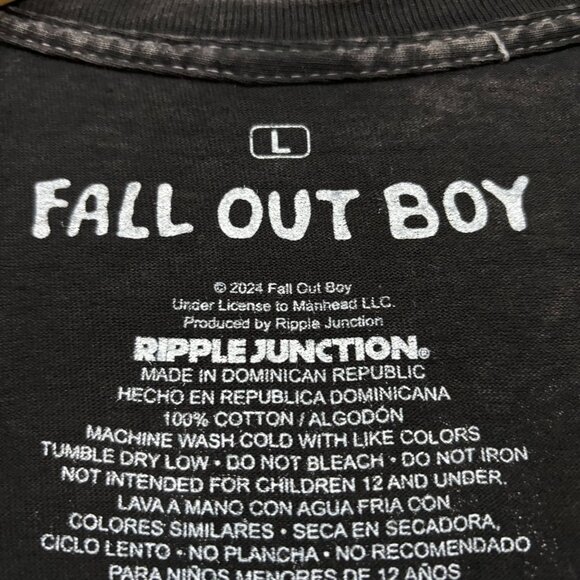 L
FALL OUT BOY
© 2024 Fall Out Boy
Under License to Manhead LLC.
Produced by Ripple Junction
RIPPLE JUNCTION®
MADE IN DOMINICAN REPUBLIC
HECHO EN REPUBLICA DOMINICANA
100% COTTON / ALGODÓN
MACHINE WASH COLD WITH LIKE COLORS
TUMBLE DRY LOW • DO NOT BLEACH • DO NOT IRON
NOT INTENDED FOR CHILDREN 12 AND UNDER.
LAVA A MANO CON AGUA FRIA CON
COLORES SIMILARES • SECA EN SECADORA,
CICLO LENTO • NO PLANCHA • NO RECOMENDADO
PARA NIÑOS MENORES DE 12 AÑOS